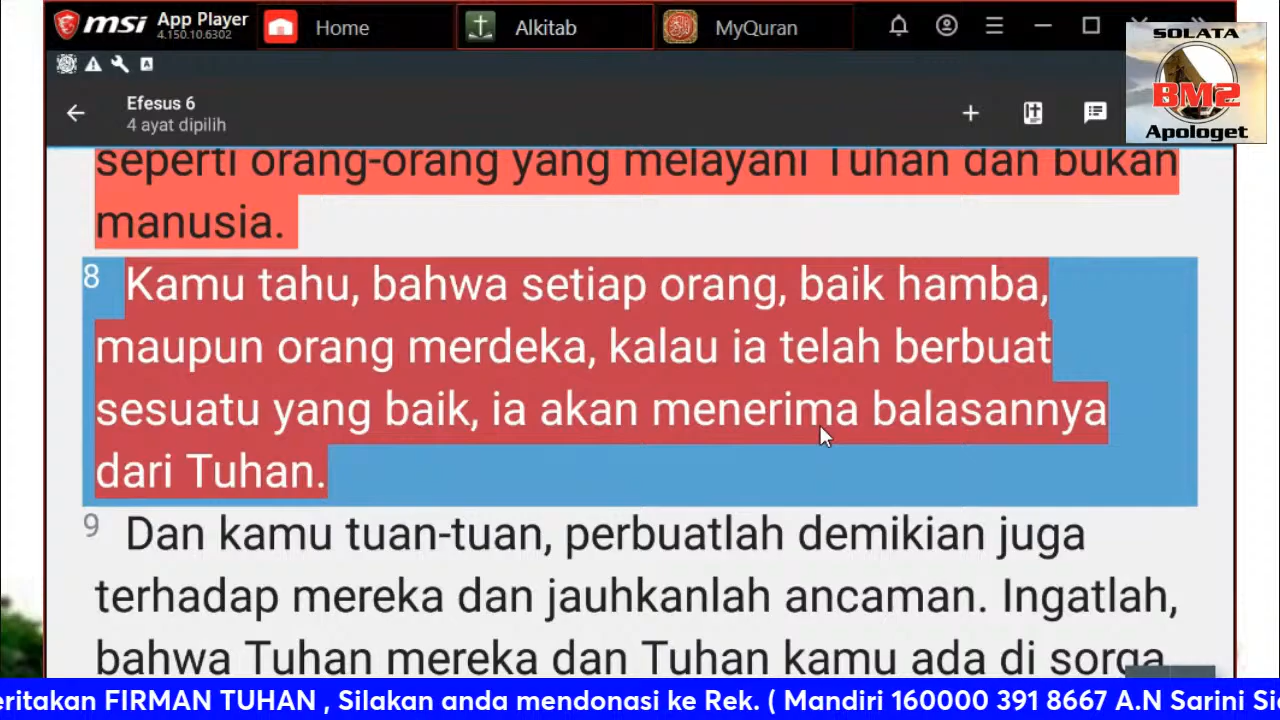 msi App Player
4.150.10.6302
Home
Alkitab
MyQuran
SOLATA
BM2
Apologet
Efesus 6
4 ayat dipilih
seperti orang-orang yang melayani Tuhan dan bukan
manusia.
8 Kamu tahu, bahwa setiap orang, baik hamba,
maupun orang merdeka, kalau ia telah berbuat
sesuatu yang baik, ia akan menerima balasannya
dari Tuhan.
9 Dan kamu tuan-tuan, perbuatlah demikian juga
terhadap mereka dan jauhkanlah ancaman. Ingatlah,
bahwa Tuhan mereka dan Tuhan kamu ada di sorga
eritakan FIRMAN TUHAN , Silakan anda mendonasi ke Rek. ( Mandiri 160000 391 8667 A.N Sarini